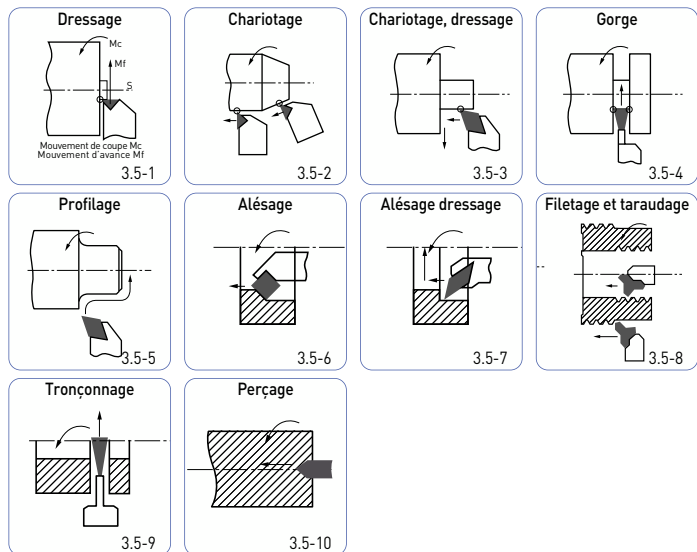 Dressage
Mc
Mf
S
Mouvement de coupe Mc
Mouvement d'avance Mf
3.5-1
Chariotage
3.5-2
Chariotage, dressage
3.5-3
Gorge
3.5-4
Profilage
3.5-5
Alésage
3.5-6
Alésage dressage
3.5-7
Filetage et taraudage
3.5-8
Tronçonnage
3.5-9
Perçage
3.5-10